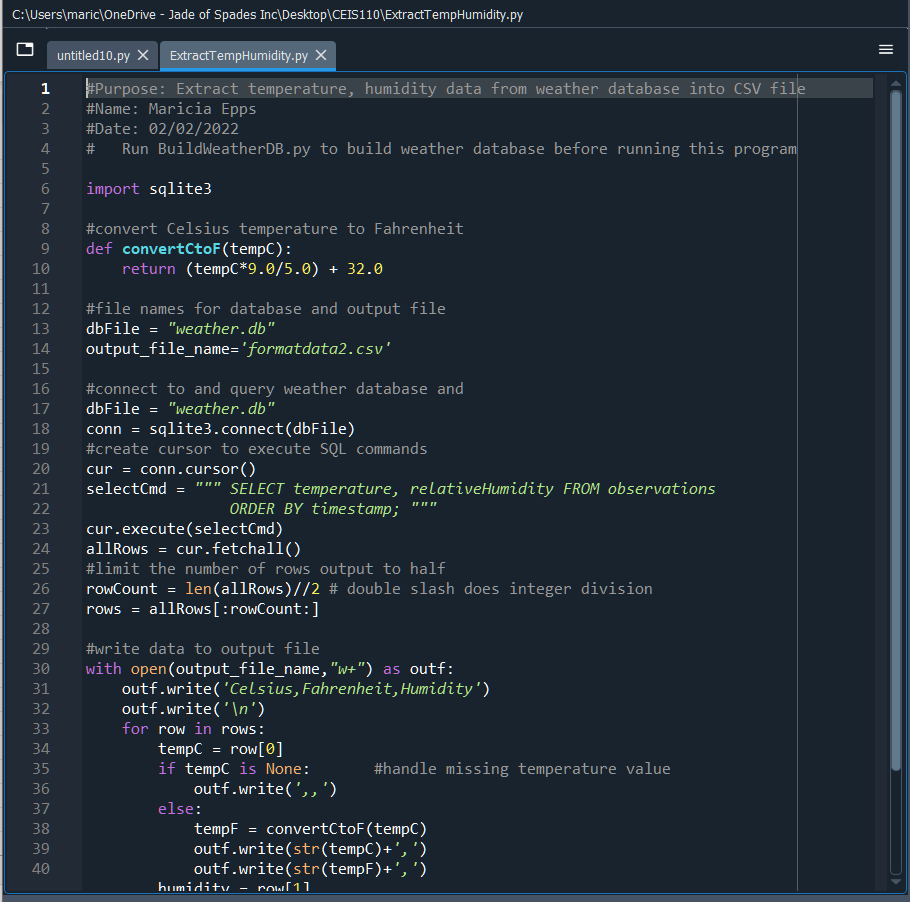 C:\Users\maric\OneDrive - Jade of Spades Inc\Desktop\CEIS110\ExtractTempHumidity.py
untitled10.py ExtractTempHumidity.py
1 #Purpose: Extract temperature, humidity data from weather database into CSV file
2 #Name: Maricia Epps
3 #Date: 02/02/2022
4 #   Run BuildWeatherDB.py to build weather database before running this program
5
6 import sqlite3
7
8 #convert Celsius temperature to Fahrenheit
9 def convertCtoF(tempC):
10     return (tempC*9.0/5.0) + 32.0
11
12 #file names for database and output file
13 dbFile = "weather.db"
14 output_file_name='formatdata2.csv'
15
16 #connect to and query weather database and
17 dbFile = "weather.db"
18 conn = sqlite3.connect(dbFile)
19 #create cursor to execute SQL commands
20 cur = conn.cursor()
21 selectCmd = """ SELECT temperature, relativeHumidity FROM observations
22                 ORDER BY timestamp; """
23 cur.execute(selectCmd)
24 allRows = cur.fetchall()
25 #limit the number of rows output to half
26 rowCount = len(allRows)//2 # double slash does integer division
27 rows = allRows[:rowCount:]
28
29 #write data to output file
30 with open(output_file_name,"w+") as outf:
31     outf.write('Celsius,Fahrenheit,Humidity')
32     outf.write('\n')
33     for row in rows:
34         tempC = row[0]
35         if tempC is None:       #handle missing temperature value
36             outf.write(',,')
37         else:
38             tempF = convertCtoF(tempC)
39             outf.write(str(tempC)+',')
40             outf.write(str(tempF)+',')
        humidity = row[1]